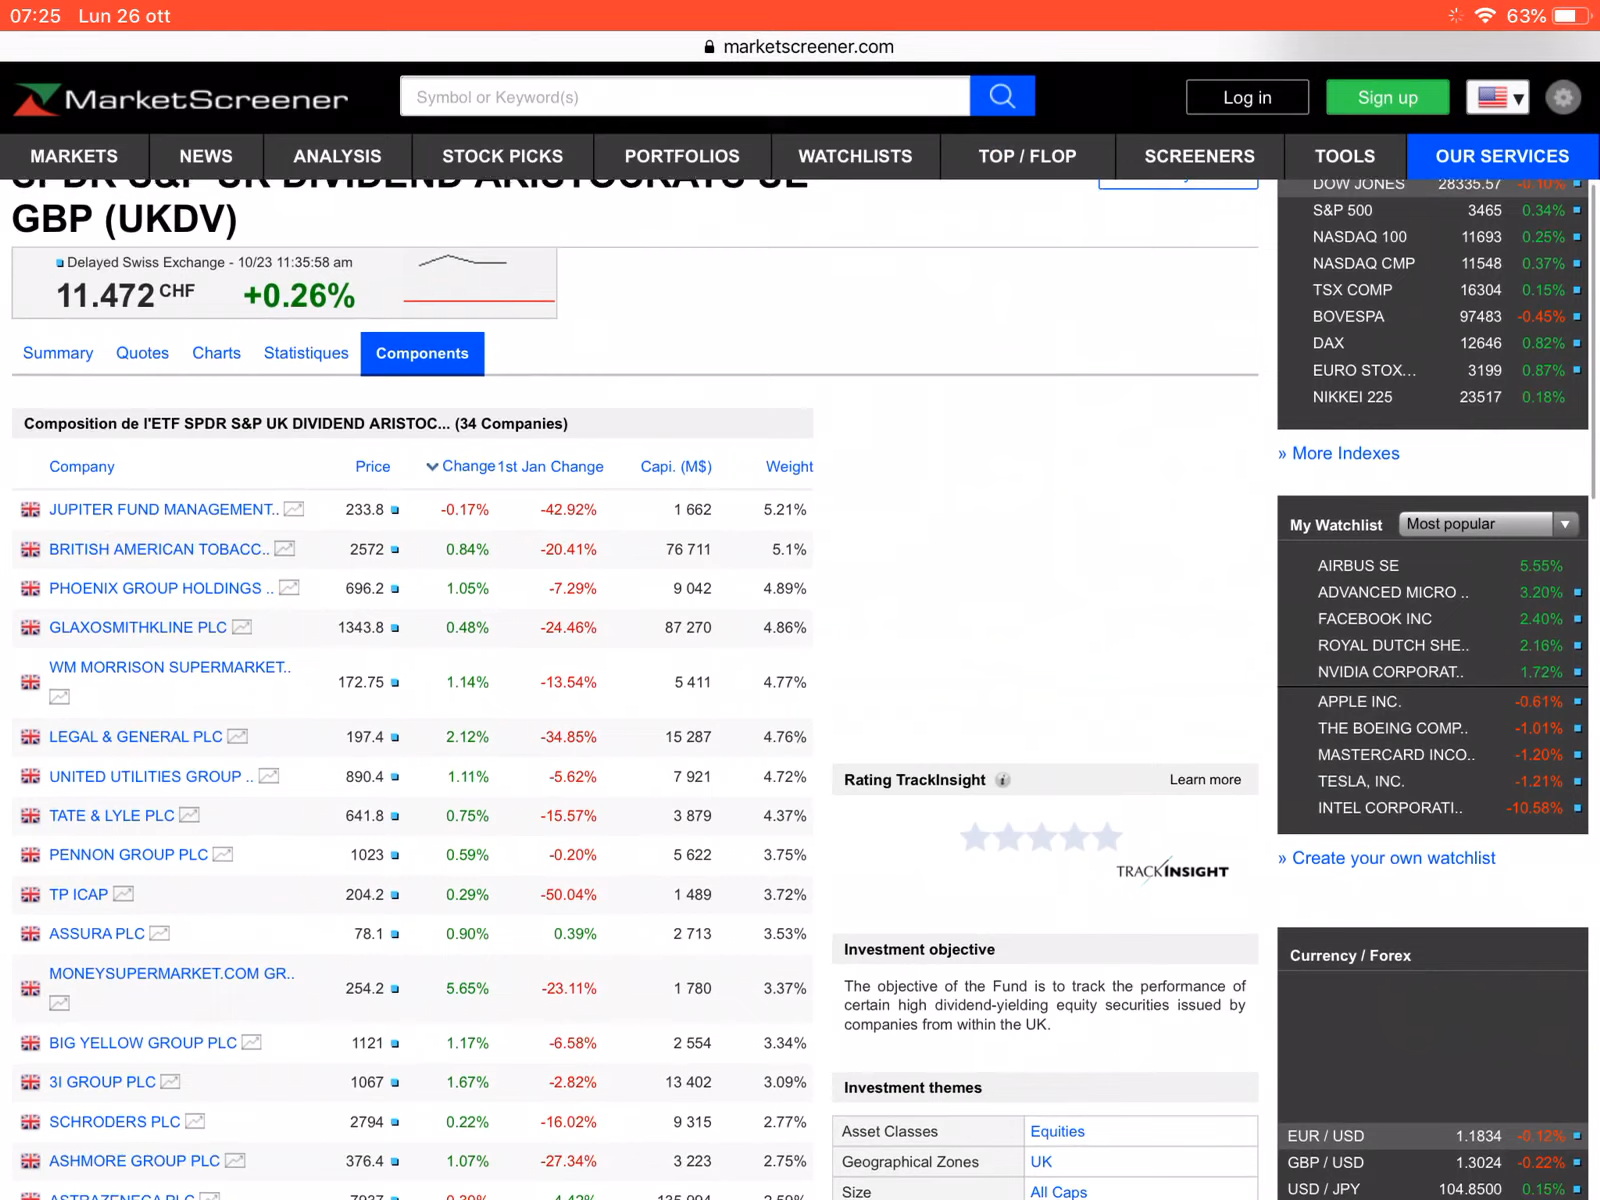 07:25 Lun 26 ott 63%
marketscreener.com
MarketScreener Symbol or Keyword(s) Log in Sign up
MARKETS NEWS ANALYSIS STOCK PICKS PORTFOLIOS WATCHLISTS TOP / FLOP SCREENERS TOOLS OUR SERVICES
SPDR S&P UK DIVIDEND ARISTOCRATS UE
GBP (UKDV)
Delayed Swiss Exchange - 10/23 11:35:58 am
11.472 CHF +0.26%
Summary Quotes Charts Statistiques Components
Composition de l'ETF SPDR S&P UK DIVIDEND ARISTOC... (34 Companies)
Company Price Change 1st Jan Change Capi. (M$) Weight
JUPITER FUND MANAGEMENT.. 233.8 -0.17% -42.92% 1 662 5.21%
BRITISH AMERICAN TOBACC.. 2572 0.84% -20.41% 76 711 5.1%
PHOENIX GROUP HOLDINGS .. 696.2 1.05% -7.29% 9 042 4.89%
GLAXOSMITHKLINE PLC 1343.8 0.48% -24.46% 87 270 4.86%
WM MORRISON SUPERMARKET.. 172.75 1.14% -13.54% 5 411 4.77%
LEGAL & GENERAL PLC 197.4 2.12% -34.85% 15 287 4.76%
UNITED UTILITIES GROUP .. 890.4 1.11% -5.62% 7 921 4.72%
TATE & LYLE PLC 641.8 0.75% -15.57% 3 879 4.37%
PENNON GROUP PLC 1023 0.59% -0.20% 5 622 3.75%
TP ICAP 204.2 0.29% -50.04% 1 489 3.72%
ASSURA PLC 78.1 0.90% 0.39% 2 713 3.53%
MONEYSUPERMARKET.COM GR.. 254.2 5.65% -23.11% 1 780 3.37%
BIG YELLOW GROUP PLC 1121 1.17% -6.58% 2 554 3.34%
3I GROUP PLC 1067 1.67% -2.82% 13 402 3.09%
SCHRODERS PLC 2794 0.22% -16.02% 9 315 2.77%
ASHMORE GROUP PLC 376.4 1.07% -27.34% 3 223 2.75%
ASTRAZENECA PLC 7937 0.30% 4.42% 135 994 2.59%
Rating TrackInsight i Learn more
TRACKINSIGHT
Investment objective
The objective of the Fund is to track the performance of
certain high dividend-yielding equity securities issued by
companies from within the UK.
Investment themes
Asset Classes Equities
Geographical Zones UK
Size All Caps
DOW JONES 28335.57 -0.10%
S&P 500 3465 0.34%
NASDAQ 100 11693 0.25%
NASDAQ CMP 11548 0.37%
TSX COMP 16304 0.15%
BOVESPA 97483 -0.45%
DAX 12646 0.82%
EURO STOX... 3199 0.87%
NIKKEI 225 23517 0.18%
» More Indexes
My Watchlist Most popular
AIRBUS SE 5.55%
ADVANCED MICRO .. 3.20%
FACEBOOK INC 2.40%
ROYAL DUTCH SHE.. 2.16%
NVIDIA CORPORAT.. 1.72%
APPLE INC. -0.61%
THE BOEING COMP.. -1.01%
MASTERCARD INCO.. -1.20%
TESLA, INC. -1.21%
INTEL CORPORATI.. -10.58%
» Create your own watchlist
Currency / Forex
EUR / USD 1.1834 -0.12%
GBP / USD 1.3024 -0.22%
USD / JPY 104.8500 0.15%